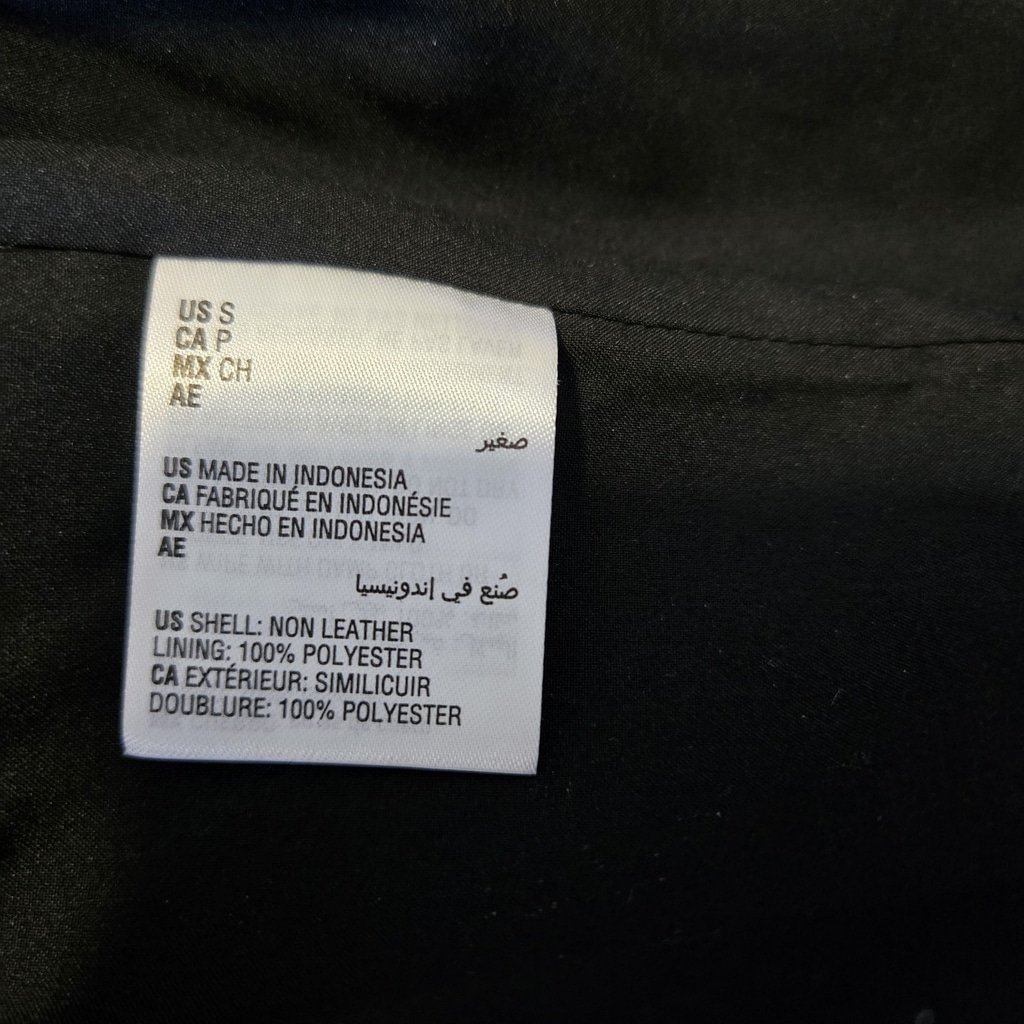 US S
CA P
MX CH
AE
صغير
US MADE IN INDONESIA
CA FABRIQUÉ EN INDONÉSIE
MX HECHO EN INDONESIA
AE
صُنع في إندونيسيا
US SHELL: NON LEATHER
LINING: 100% POLYESTER
CA EXTÉRIEUR: SIMILICUIR
DOUBLURE: 100% POLYESTER